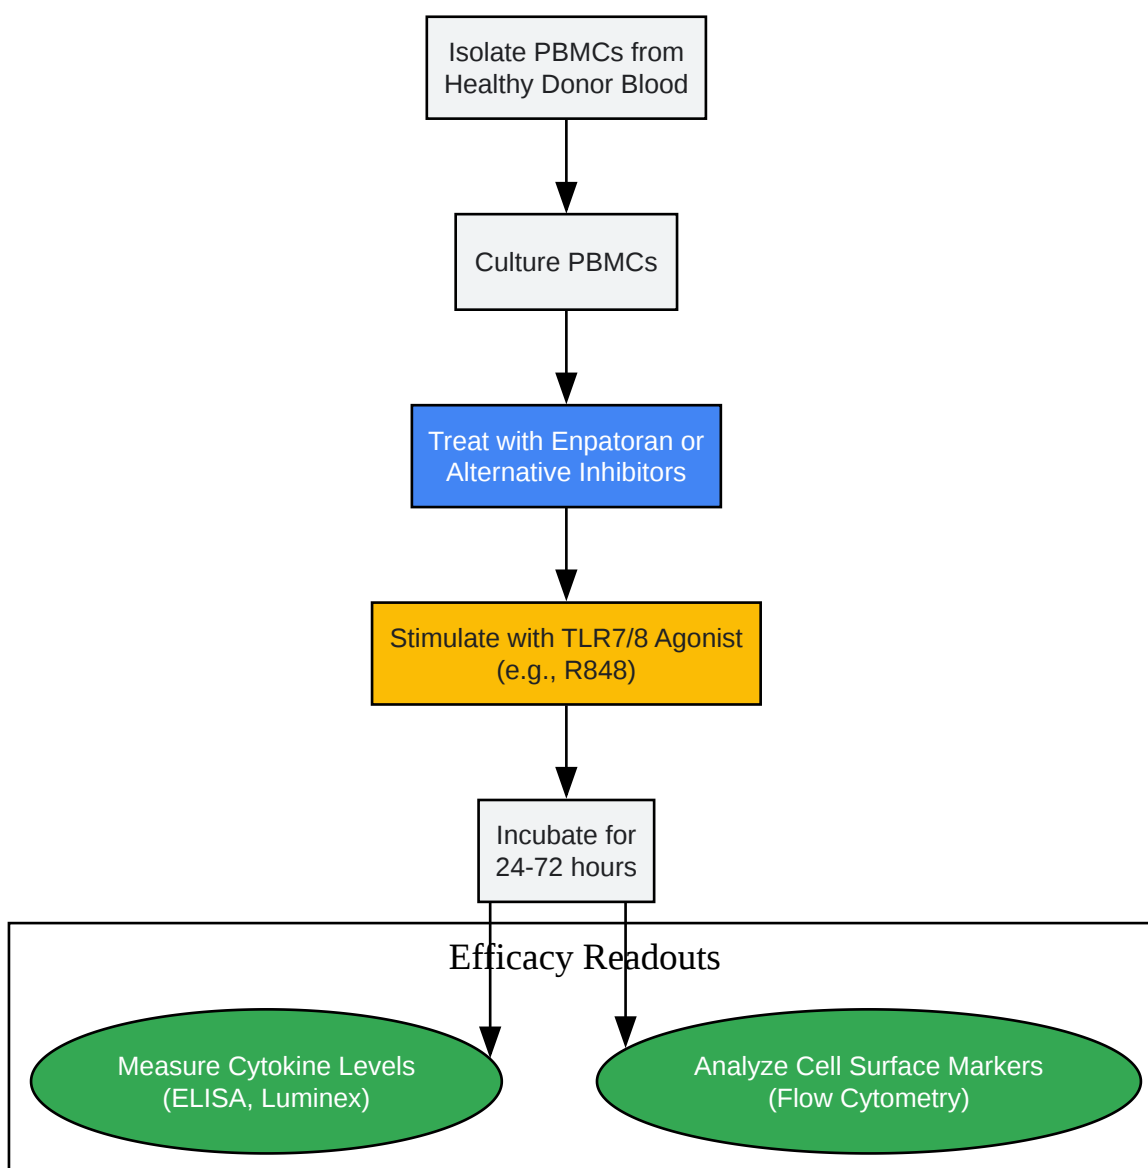 Isolate PBMCs from
Healthy Donor Blood
Culture PBMCs
Treat with Enpatoran or
Alternative Inhibitors
Stimulate with TLR7/8 Agonist
(e.g., R848)
Incubate for
24-72 hours
Efficacy Readouts
Measure Cytokine Levels
(ELISA, Luminex)
Analyze Cell Surface Markers
(Flow Cytometry)